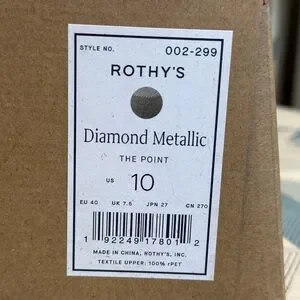 STYLE NO. 002-299
ROTHY'S
Diamond Metallic
THE POINT
US 10
EU 40 UK 7.5 JPN 27 CN 270
1 92249 17801 2
MADE IN CHINA, ROTHY'S, INC.
TEXTILE UPPER: 100% rPET